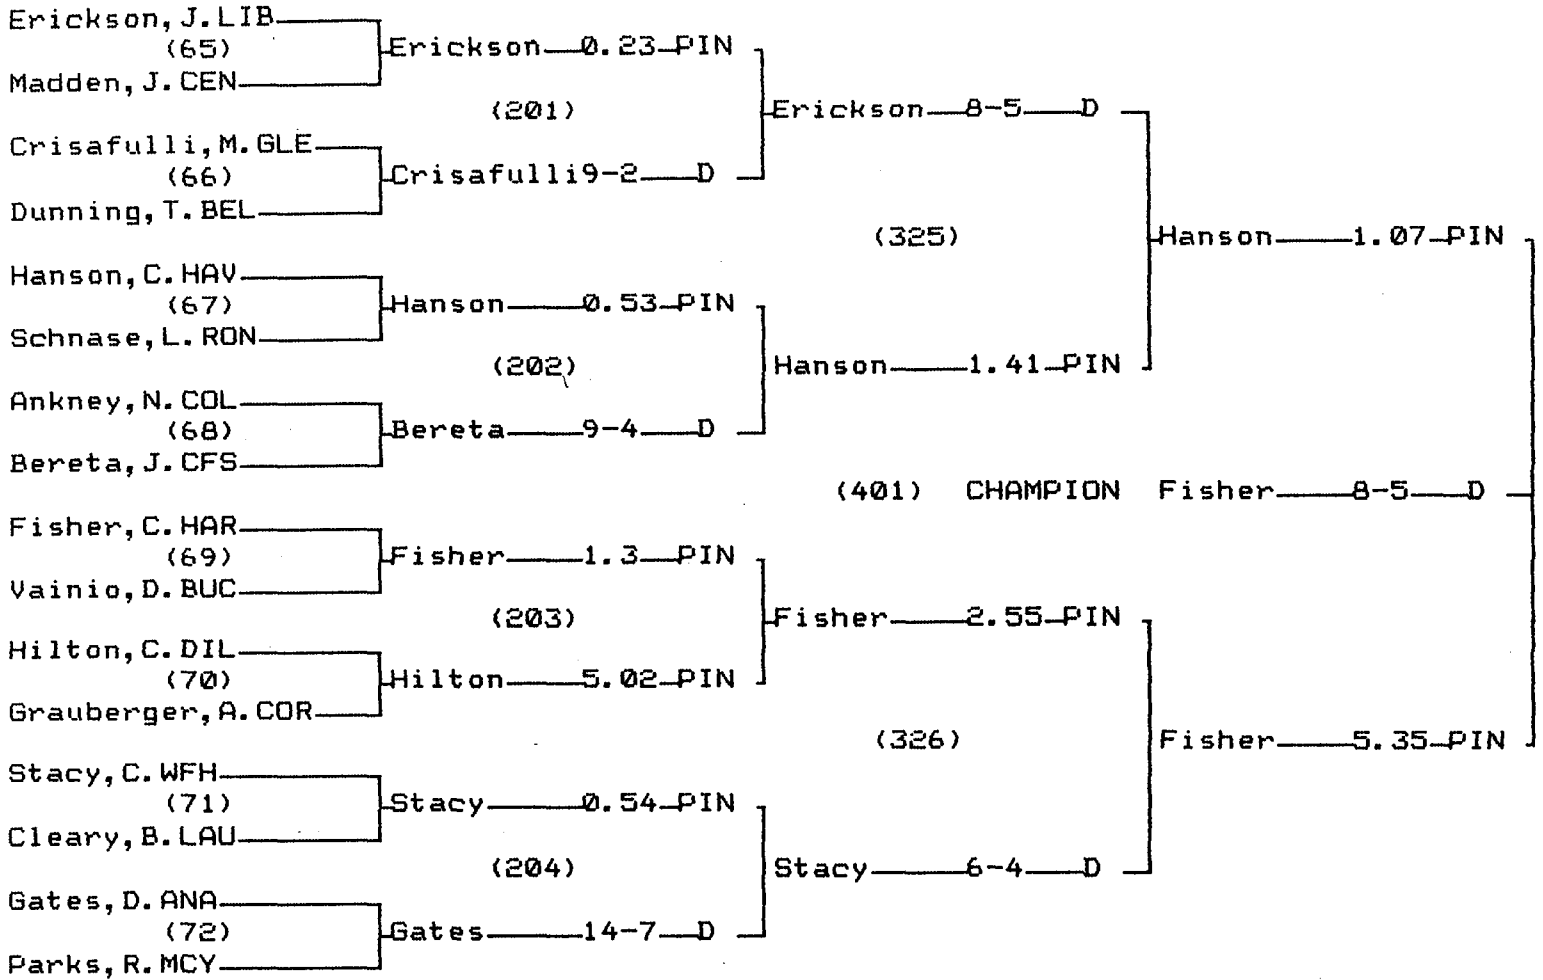 Erickson, J. LIB
(65) Erickson 0.23 PIN
Madden, J. CEN
(201) Erickson 8-5 D
Crisafulli, M. GLE
(66) Crisafulli 9-2 D
Dunning, T. BEL
(325) Hanson 1.07 PIN
Hanson, C. HAV
(67) Hanson 0.53 PIN
Schnase, L. RON
(202) Hanson 1.41 PIN
Ankney, N. COL
(68) Bereta 9-4 D
Bereta, J. CFS
(401) CHAMPION Fisher 8-5 D
Fisher, C. HAR
(69) Fisher 1.3 PIN
Vainio, D. BUC
(203) Fisher 2.55 PIN
Hilton, C. DIL
(70) Hilton 5.02 PIN
Grauberger, A. COR
(326) Fisher 5.35 PIN
Stacy, C. WFH
(71) Stacy 0.54 PIN
Cleary, B. LAU
(204) Stacy 6-4 D
Gates, D. ANA
(72) Gates 14-7 D
Parks, R. MCY